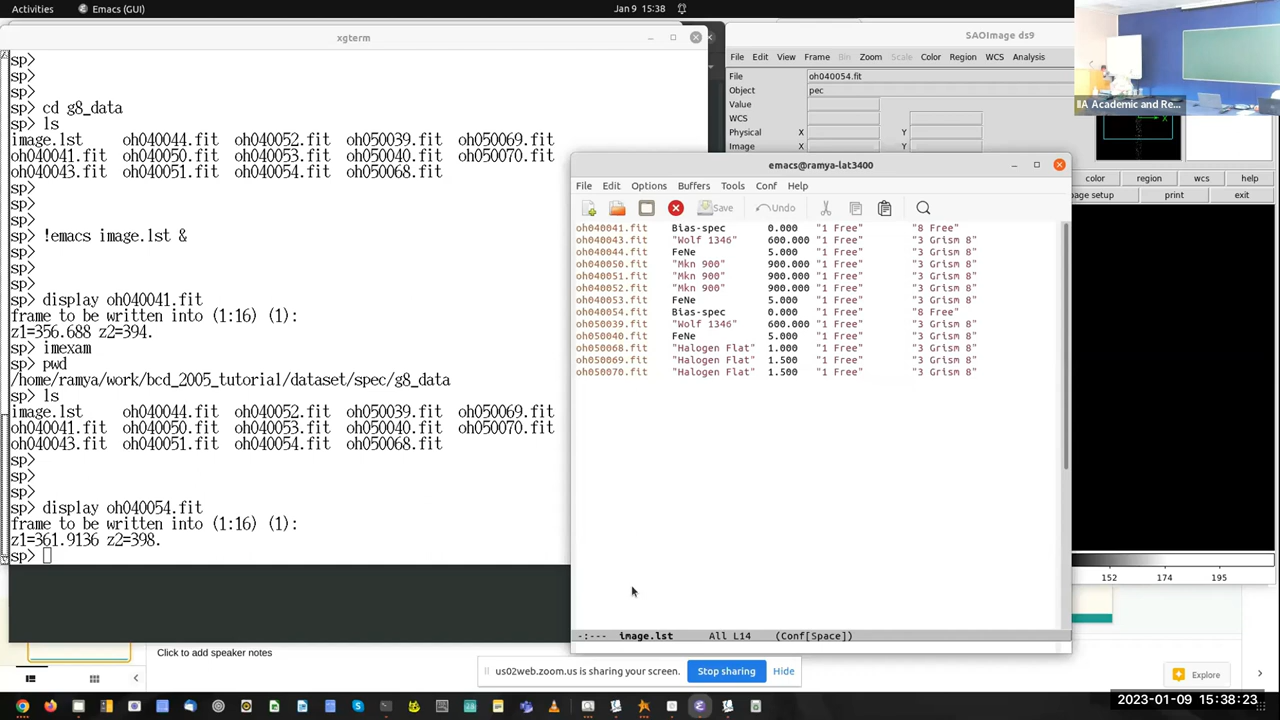 Activities
Emacs (GUI)
Jan 9 15:38
xgterm
sp>
sp>
sp>
sp> cd g8_data
sp> ls
image.lst oh040044.fit oh040052.fit oh050039.fit oh050069.fit
oh040041.fit oh040050.fit oh040053.fit oh050040.fit oh050070.fit
oh040043.fit oh040051.fit oh040054.fit oh050068.fit
sp>
sp>
sp>
sp> !emacs image.lst &
sp>
sp>
sp>
sp> display oh040041.fit
frame to be written into (1:16) (1):
z1=356.688 z2=394.
sp> imexam
sp> pwd
/home/ramya/work/bcd_2005_tutorial/dataset/spec/g8_data
sp> ls
image.lst oh040044.fit oh040052.fit oh050039.fit oh050069.fit
oh040041.fit oh040050.fit oh040053.fit oh050040.fit oh050070.fit
oh040043.fit oh040051.fit oh040054.fit oh050068.fit
sp>
sp>
sp>
sp> display oh040054.fit
frame to be written into (1:16) (1):
z1=361.9136 z2=398.
sp>
SAOImage ds9
File Edit View Frame Bin Zoom Scale Color Region WCS Analysis
File oh040054.fit
Object pec
Value
WCS
Physical X Y
Image X Y
IIA Academic and Re...
color region wcs help
page setup print exit
152 174 195
emacs@ramya-lat3400
File Edit Options Buffers Tools Conf Help
Save Undo
oh040041.fit Bias-spec 0.000 "1 Free" "8 Free"
oh040043.fit "Wolf 1346" 600.000 "1 Free" "3 Grism 8"
oh040044.fit FeNe 5.000 "1 Free" "3 Grism 8"
oh040050.fit "Mkn 900" 900.000 "1 Free" "3 Grism 8"
oh040051.fit "Mkn 900" 900.000 "1 Free" "3 Grism 8"
oh040052.fit "Mkn 900" 900.000 "1 Free" "3 Grism 8"
oh040053.fit FeNe 5.000 "1 Free" "3 Grism 8"
oh040054.fit Bias-spec 0.000 "1 Free" "8 Free"
oh050039.fit "Wolf 1346" 600.000 "1 Free" "3 Grism 8"
oh050040.fit FeNe 5.000 "1 Free" "3 Grism 8"
oh050068.fit "Halogen Flat" 1.000 "1 Free" "3 Grism 8"
oh050069.fit "Halogen Flat" 1.500 "1 Free" "3 Grism 8"
oh050070.fit "Halogen Flat" 1.500 "1 Free" "3 Grism 8"
-:--- image.lst All L14 (Conf[Space])
Click to add speaker notes
us02web.zoom.us is sharing your screen.
Stop sharing
Hide
Explore
2023-01-09 15:38:23